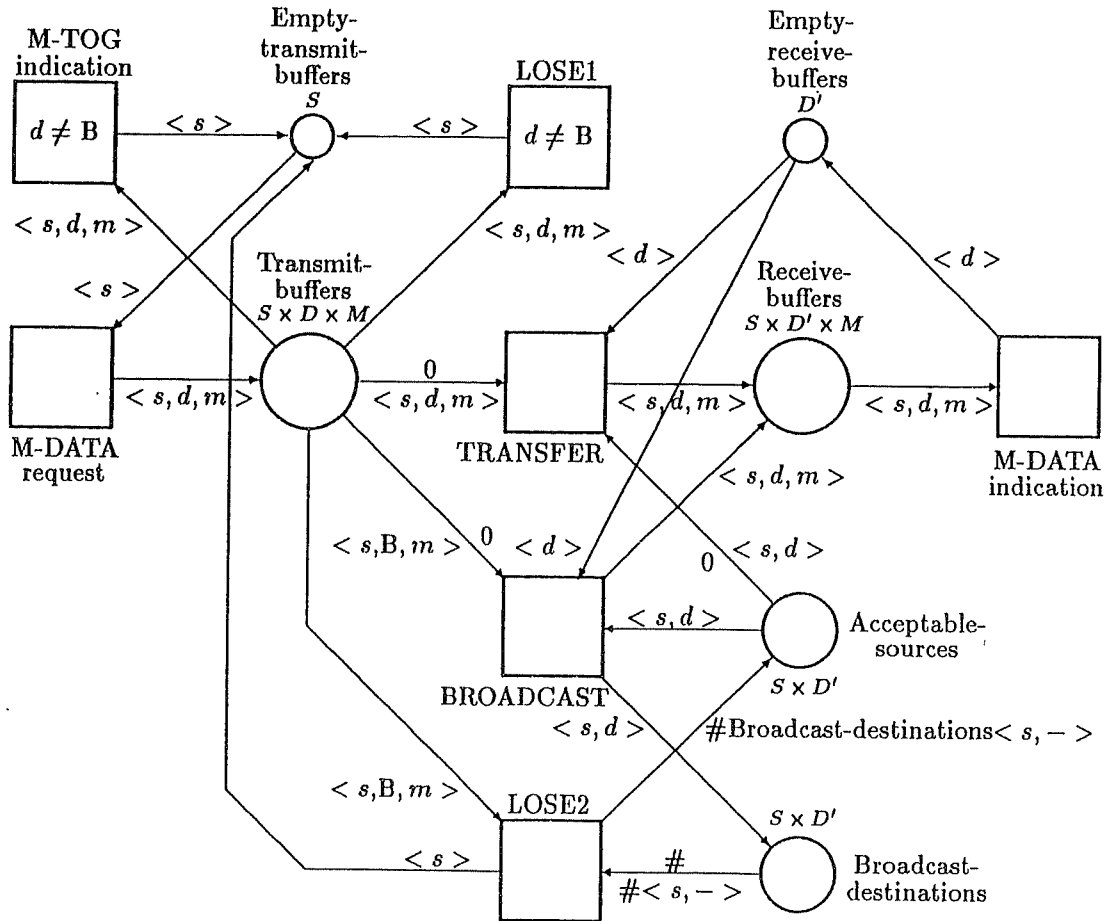 M-TOG
indication
d ≠ B
Empty-
transmit-
buffers
S
LOSE1
d ≠ B
Empty-
receive-
buffers
D'
< s >
< s >
< s, d, m >
< s >
< s, d, m >
< d >
< d >
Transmit-
buffers
S × D × M
Receive-
buffers
S × D' × M
M-DATA
request
< s, d, m >
0
< s, d, m >
TRANSFER
< s, d, m >
< s, d, m >
M-DATA
indication
< s, d, m >
< s,B, m >
0
< d >
0
< s, d >
BROADCAST
< s, d >
Acceptable-
sources
S × D'
< s, d >
#Broadcast-destinations< s, − >
< s,B, m >
LOSE2
< s >
#
#< s, − >
S × D'
Broadcast-
destinations